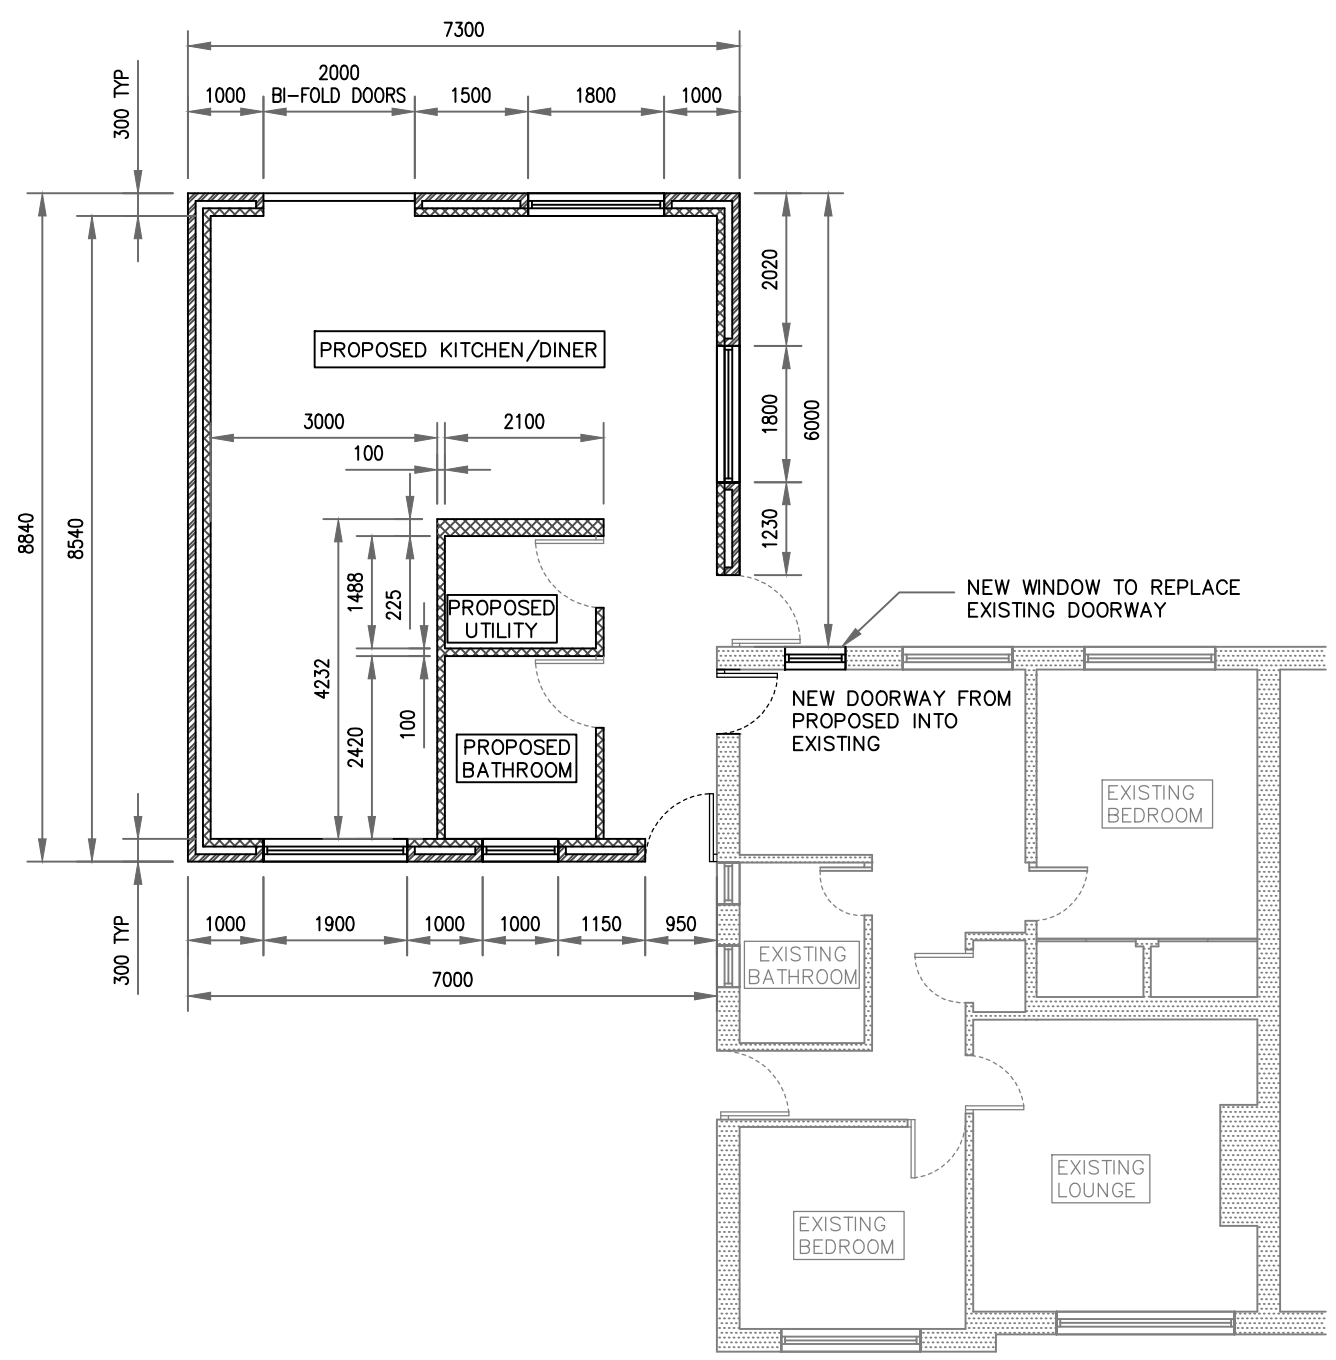 7300
2000
BI-FOLD DOORS
1000
1500
1800
1000
300 TYP
2020
1800
6000
1230
PROPOSED KITCHEN/DINER
3000
2100
100
8840
8540
1488
225
4232
2420
100
PROPOSED
UTILITY
PROPOSED
BATHROOM
NEW WINDOW TO REPLACE
EXISTING DOORWAY
NEW DOORWAY FROM
PROPOSED INTO
EXISTING
EXISTING
BEDROOM
300 TYP
1000
1900
1000
1000
1150
950
7000
EXISTING
BATHROOM
EXISTING
LOUNGE
EXISTING
BEDROOM